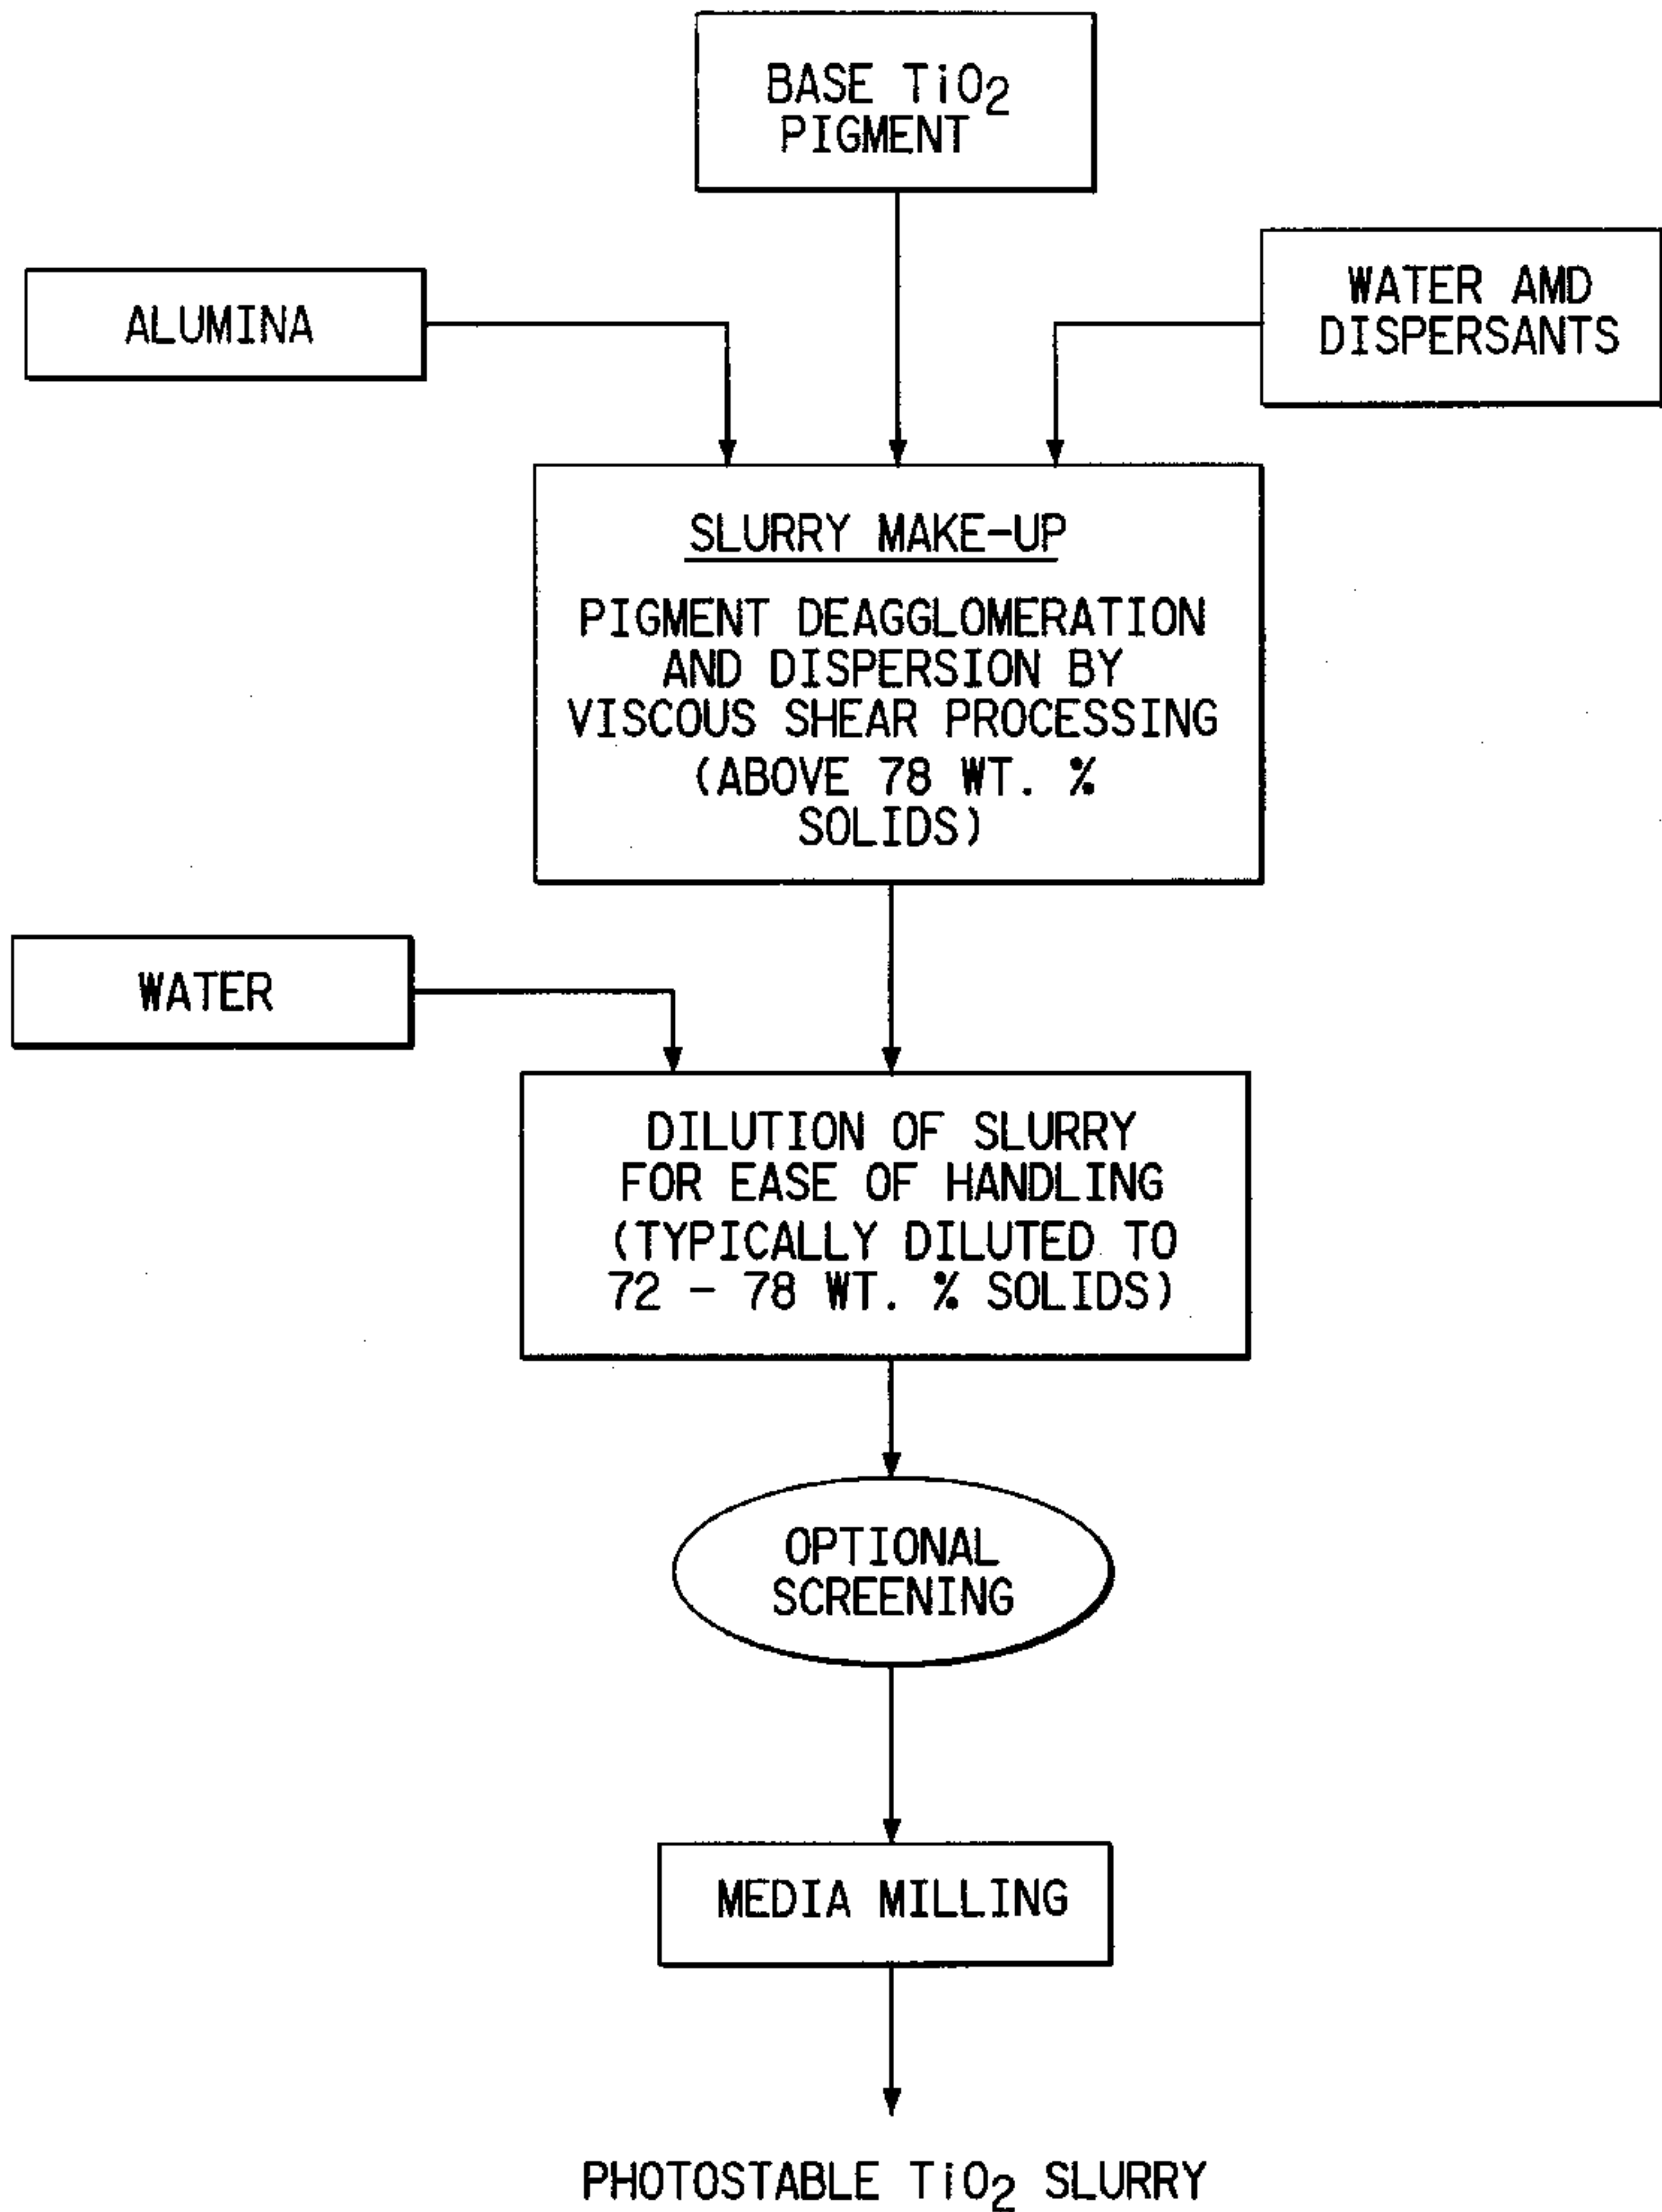 BASE TiO2
PIGMENT
ALUMINA
WATER AMD
DISPERSANTS
SLURRY MAKE-UP
PIGMENT DEAGGLOMERATION
AND DISPERSION BY
VISCOUS SHEAR PROCESSING
(ABOVE 78 WT. %
SOLIDS)
WATER
DILUTION OF SLURRY
FOR EASE OF HANDLING
(TYPICALLY DILUTED TO
72 - 78 WT. % SOLIDS)
OPTIONAL
SCREENING
MEDIA MILLING
PHOTOSTABLE TiO2 SLURRY